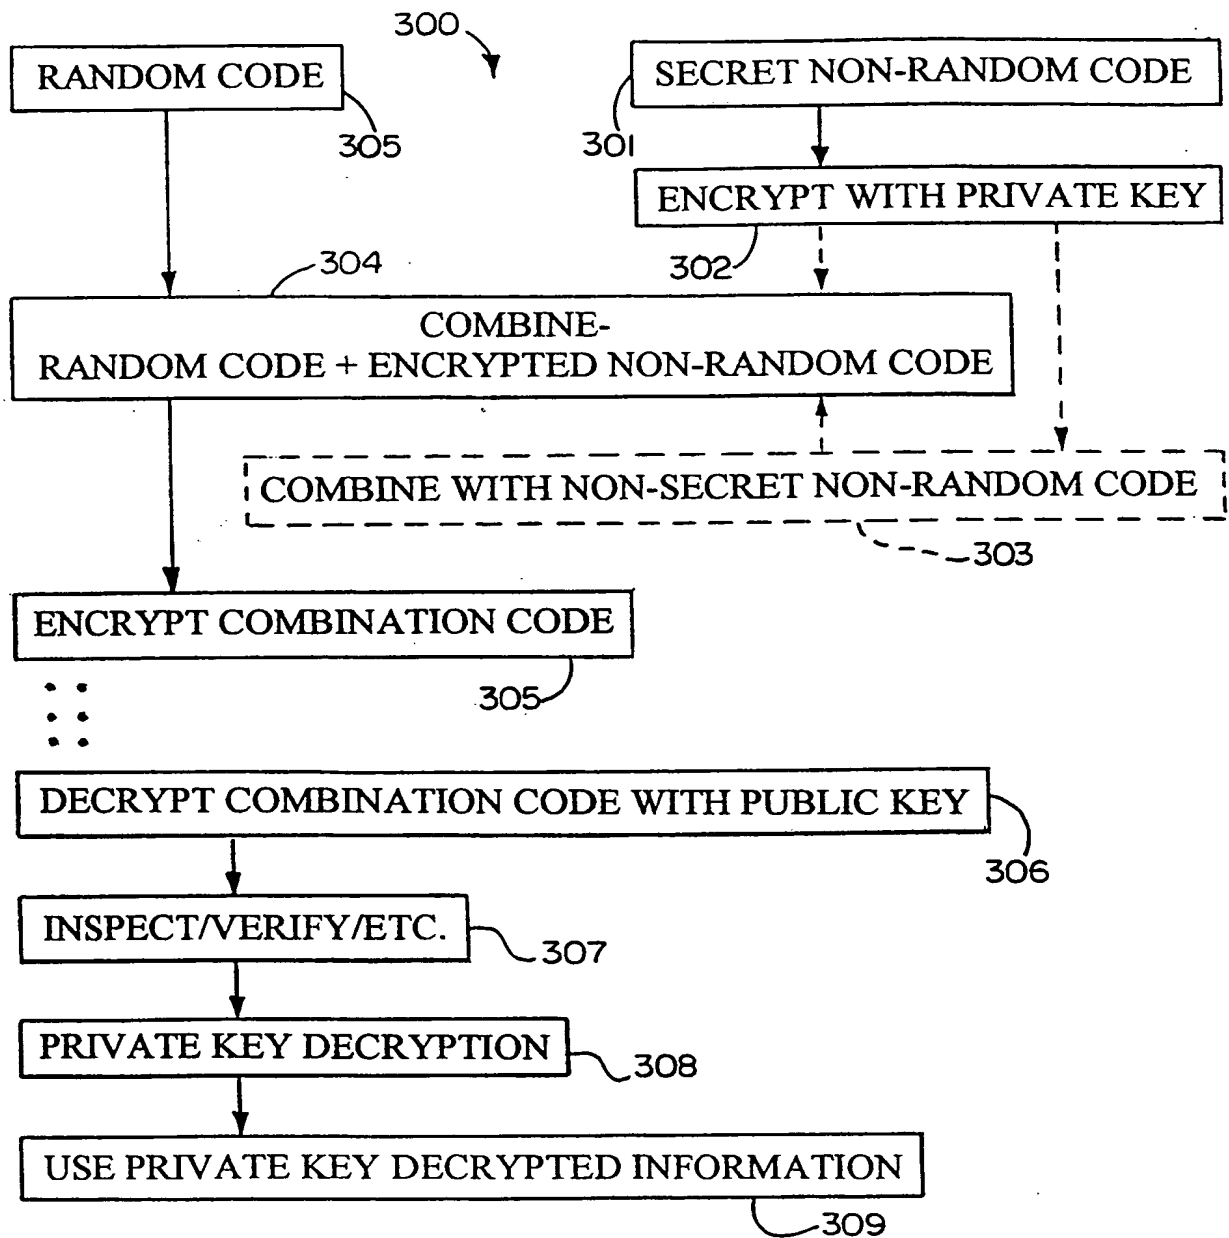 300
RANDOM CODE
305
SECRET NON-RANDOM CODE
301
ENCRYPT WITH PRIVATE KEY
302
304
COMBINE-
RANDOM CODE + ENCRYPTED NON-RANDOM CODE
COMBINE WITH NON-SECRET NON-RANDOM CODE
303
ENCRYPT COMBINATION CODE
305
DECRYPT COMBINATION CODE WITH PUBLIC KEY
306
INSPECT/VERIFY/ETC.
307
PRIVATE KEY DECRYPTION
308
USE PRIVATE KEY DECRYPTED INFORMATION
309